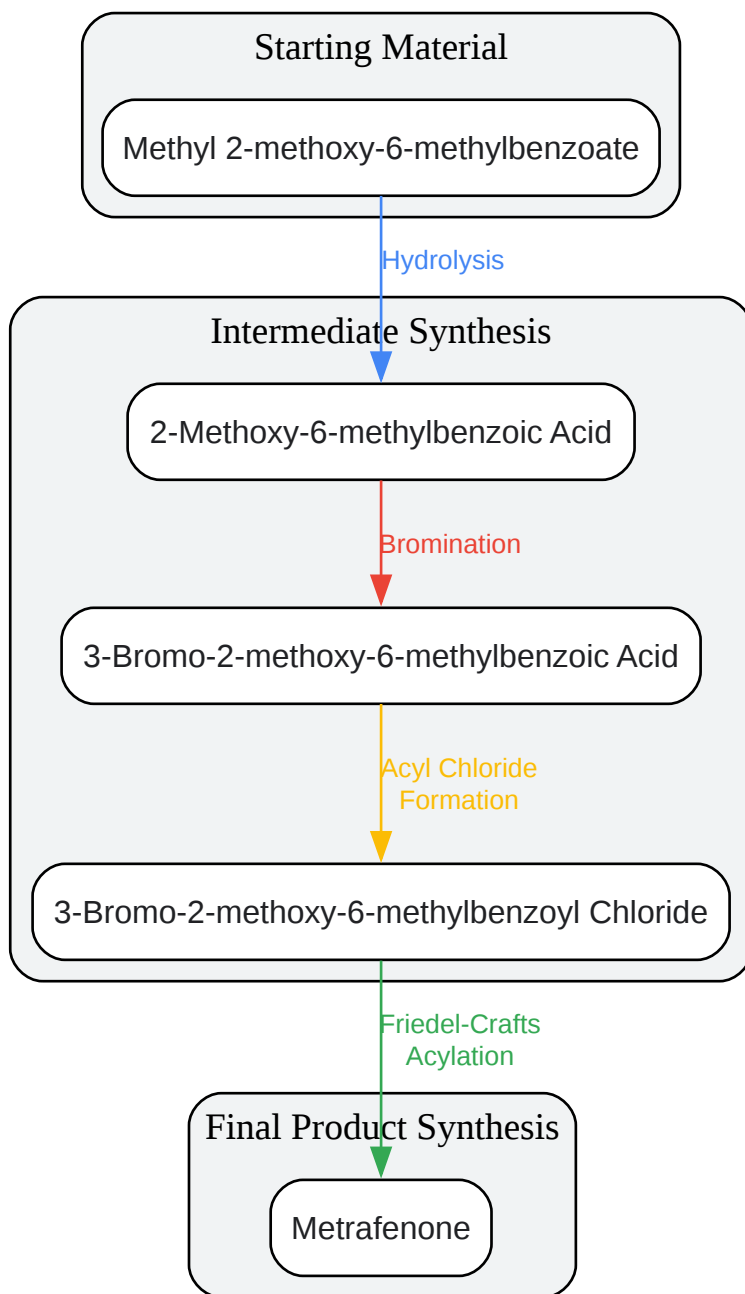 Starting Material
Methyl 2-methoxy-6-methylbenzoate
Hydrolysis
Intermediate Synthesis
2-Methoxy-6-methylbenzoic Acid
Bromination
3-Bromo-2-methoxy-6-methylbenzoic Acid
Acyl Chloride
Formation
3-Bromo-2-methoxy-6-methylbenzoyl Chloride
Friedel-Crafts
Acylation
Final Product Synthesis
Metrafenone